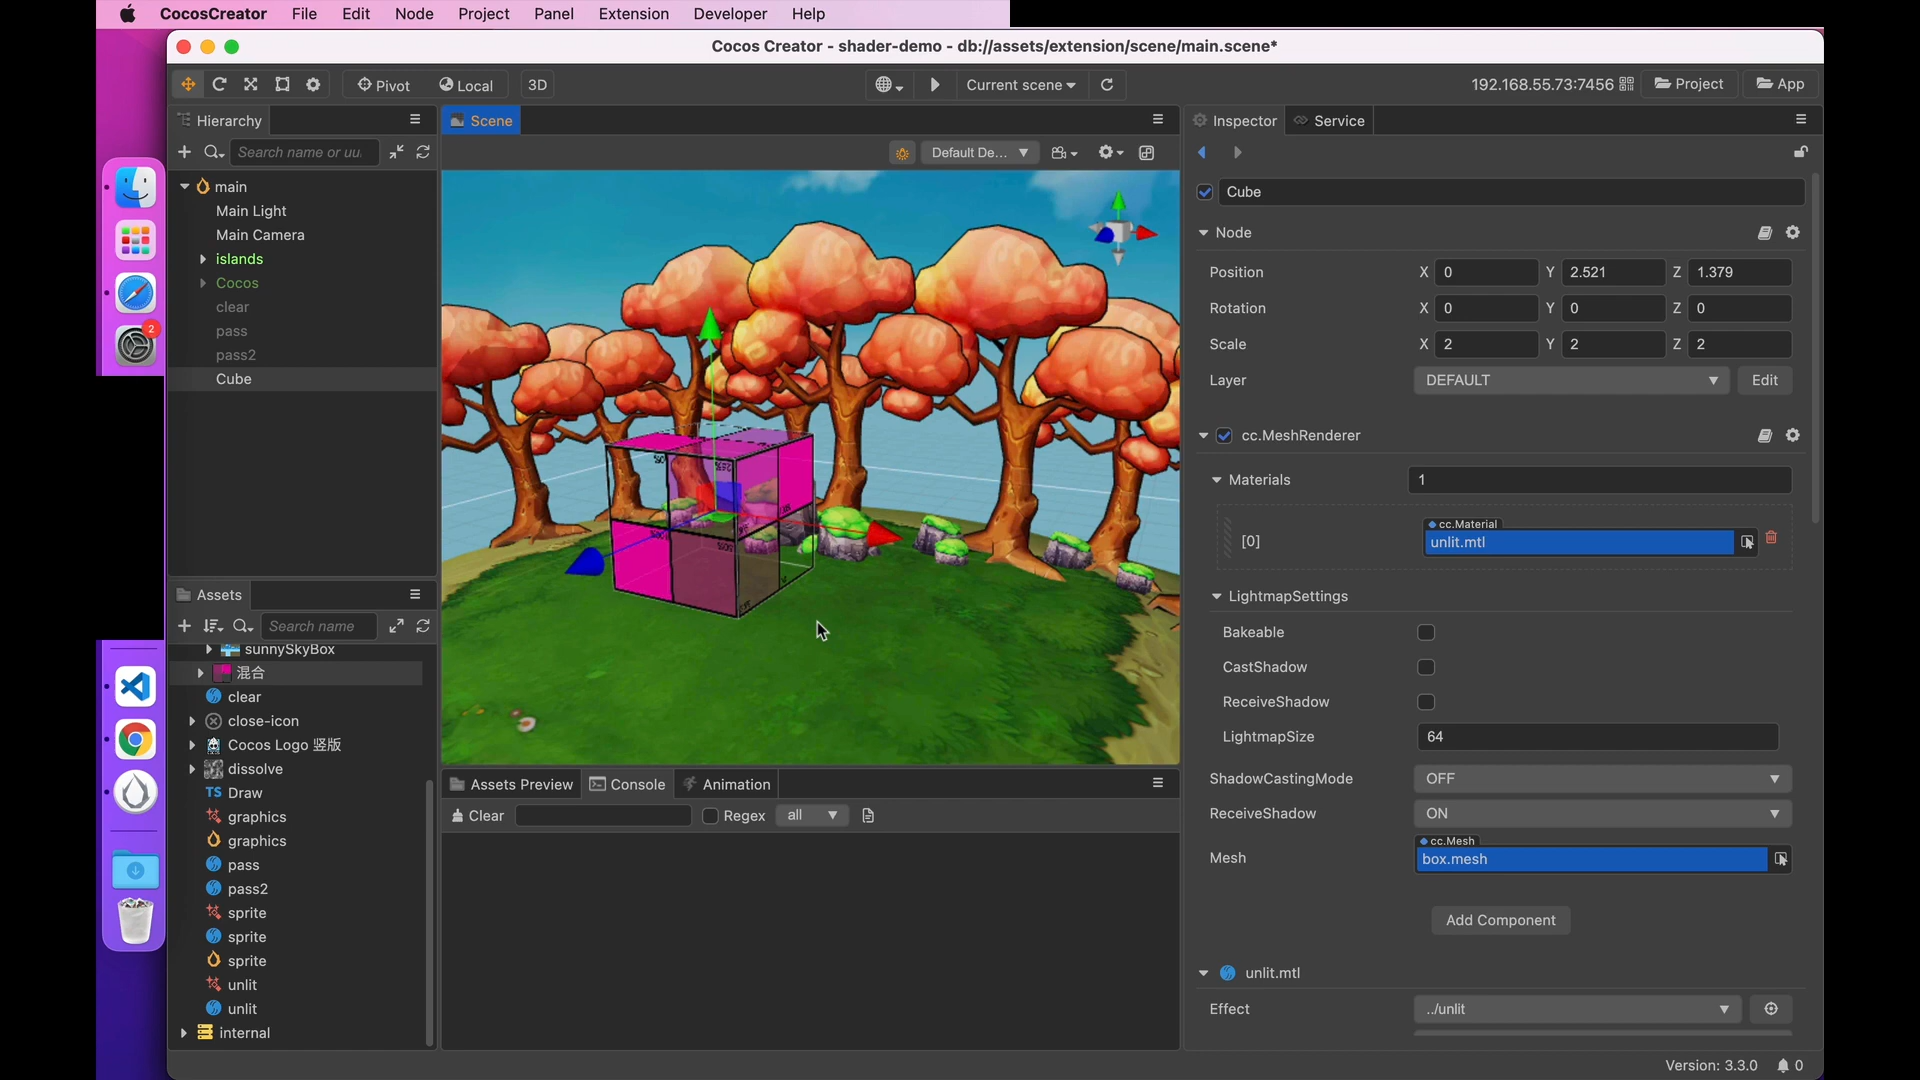 CocosCreator File Edit Node Project Panel Extension Developer Help
Cocos Creator - shader-demo - db://assets/extension/scene/main.scene*
Pivot Local 3D Current scene 192.168.55.73:7456 Project App
Hierarchy
Search name or uu
main
Main Light
Main Camera
islands
Cocos
clear
pass
pass2
Cube
Assets
Search name
sunnySkyBox
混合
clear
close-icon
Cocos Logo 竖版
dissolve
TS Draw
graphics
graphics
pass
pass2
sprite
sprite
sprite
unlit
unlit
internal
2
Scene
Default De...
Assets Preview Console Animation
Clear Regex all
Inspector Service
Cube
Node
Position X 0 Y 2.521 Z 1.379
Rotation X 0 Y 0 Z 0
Scale X 2 Y 2 Z 2
Layer DEFAULT Edit
cc.MeshRenderer
Materials 1
cc.Material
[0] unlit.mtl
LightmapSettings
Bakeable
CastShadow
ReceiveShadow
LightmapSize 64
ShadowCastingMode OFF
ReceiveShadow ON
cc.Mesh
Mesh box.mesh
Add Component
unlit.mtl
Effect ../unlit
Version: 3.3.0 0